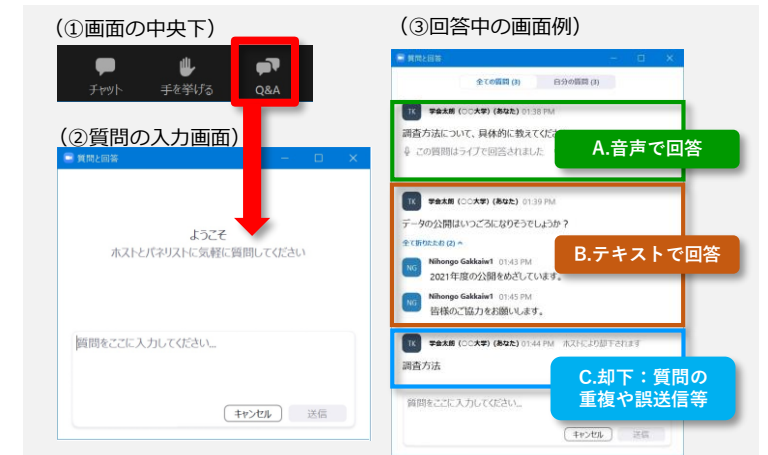 （①画面の中央下）
チャット
手を挙げる
Q&A
（②質問の入力画面）
質問と回答
ようこそ
ホストとパネリストに気軽に質問してください
質問をここに入力してください...
キャンセル
送信
（③回答中の画面例）
質問と回答
全ての質問 (3)
自分の質問 (3)
TK
学会太郎 (○○大学) (あなた) 01:38 PM
調査方法について、具体的に教えてくださ
この質問はライブで回答されました
A.音声で回答
TK
学会太郎 (○○大学) (あなた) 01:39 PM
データの公開はいつごろになりそうでしょうか？
全て折りたたむ (2)
NG
Nihongo Gakkaiw1 01:43 PM
2021年度の公開をめざしています。
NG
Nihongo Gakkaiw1 01:45 PM
皆様のご協力をお願いします。
B.テキストで回答
TK
学会太郎 (○○大学) (あなた) 01:44 PM ホストにより却下されます
調査方法
C.却下：質問の
重複や誤送信等
質問をここに入力してください...
キャンセル
送信